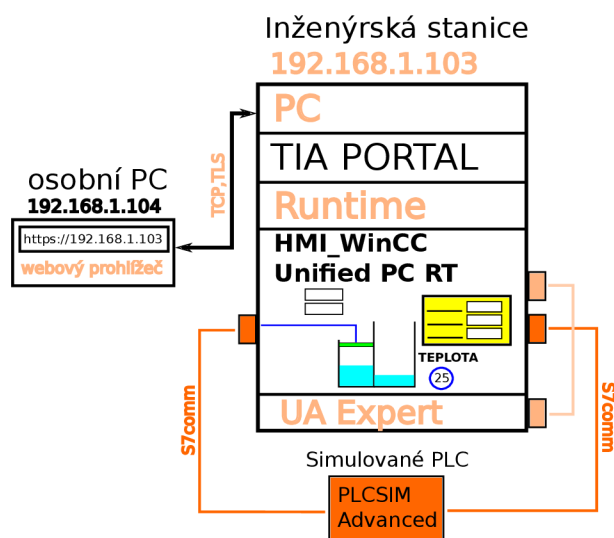 Inženýrská stanice
192.168.1.103
PC
TIA PORTAL
Runtime
HMI_WinCC
Unified PC RT
TEPLOTA
25
UA Expert
osobní PC
192.168.1.104
https://192.168.1.103
webový prohlížeč
TCP,TLS
S7comm
S7comm
Simulované PLC
PLCSIM
Advanced